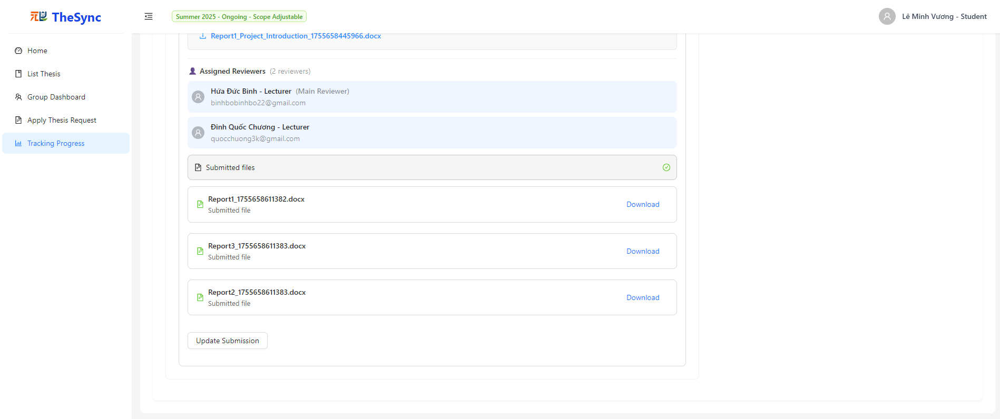 TheSync
Summer 2025 - Ongoing - Scope Adjustable
Lê Minh Vương - Student
Home
List Thesis
Group Dashboard
Apply Thesis Request
Tracking Progress
Report1_Project_Introduction_1755658445966.docx
Assigned Reviewers (2 reviewers)
Hứa Đức Bình - Lecturer (Main Reviewer)
binhbobinhbo22@gmail.com
Đinh Quốc Chương - Lecturer
quocchuong3k@gmail.com
Submitted files
Report1_1755658611382.docx
Submitted file
Download
Report3_1755658611383.docx
Submitted file
Download
Report2_1755658611383.docx
Submitted file
Download
Update Submission